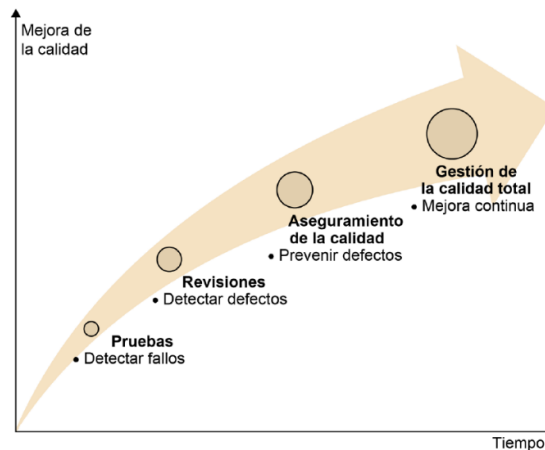 Mejora de
la calidad
Gestión de
la calidad total
• Mejora continua
Aseguramiento
de la calidad
• Prevenir defectos
Revisiones
• Detectar defectos
Pruebas
• Detectar fallos
Tiempo